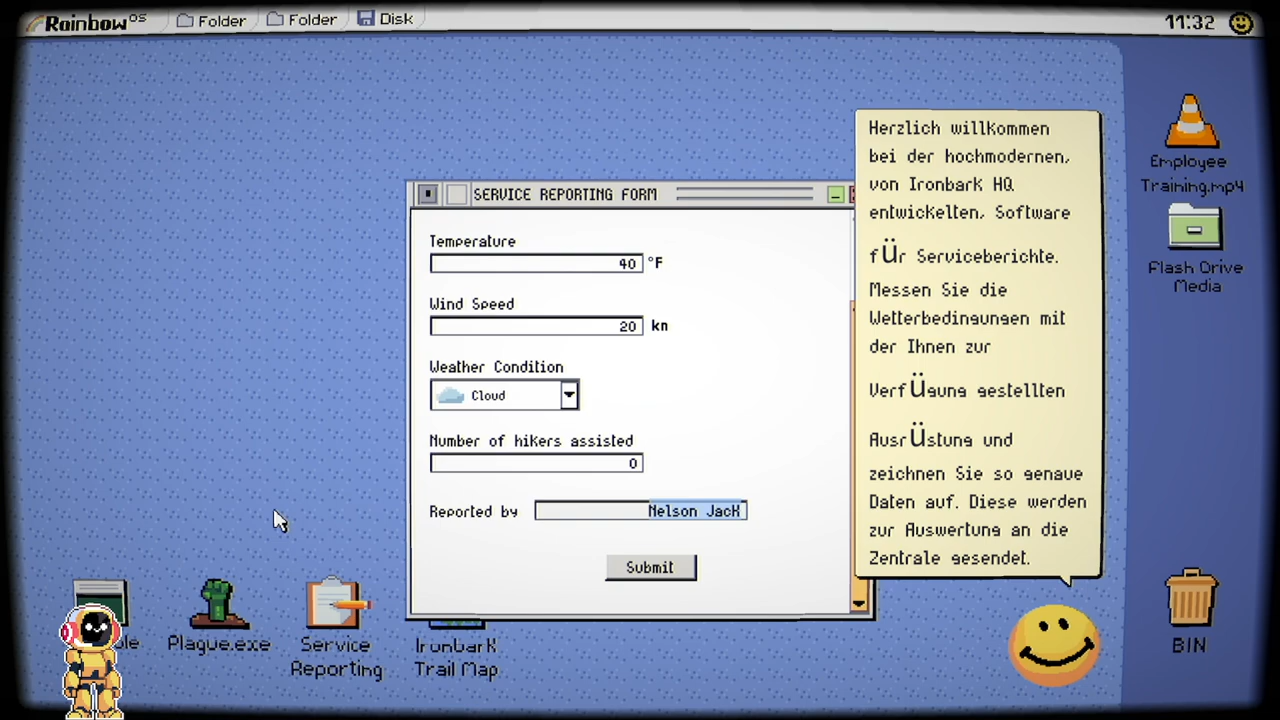 RainbowOS
Folder
Folder
Disk
11:32
Employee
Training.mp4
Flash Drive
Media
SERVICE REPORTING FORM
Temperature
40 °F
Wind Speed
20 kn
Weather Condition
Cloud
Number of hikers assisted
0
Reported by
Nelson Jack
Submit
Herzlich willkommen
bei der hochmodernen,
von Ironbark HQ
entwickelten, Software
fÜr Serviceberichte.
Messen Sie die
Wetterbedingungen mit
der Ihnen zur
VerfÜgung gestellten
AusrÜstung und
zeichnen Sie so genaue
Daten auf. Diese werden
zur Auswertung an die
Zentrale gesendet.
Plague.exe
Service
Reporting
Ironbark
Trail Map
BIN